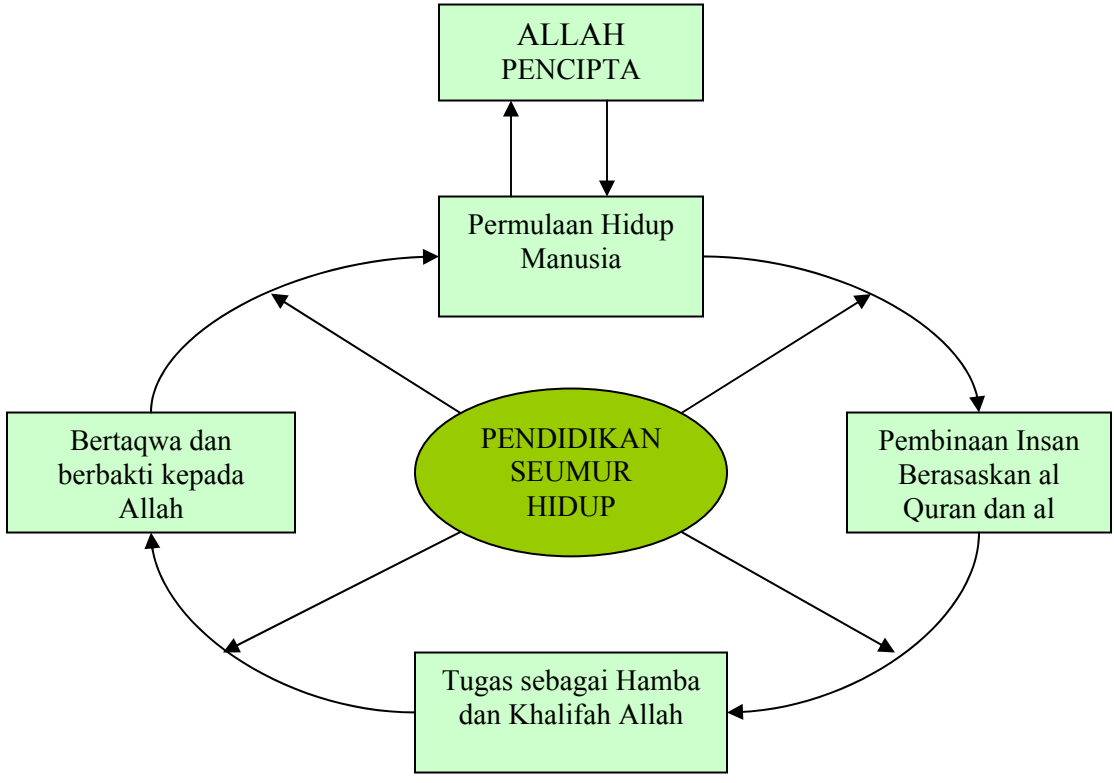 ALLAH
PENCIPTA
Permulaan Hidup
Manusia
Bertaqwa dan
berbakti kepada
Allah
PENDIDIKAN
SEUMUR
HIDUP
Pembinaan Insan
Berasaskan al
Quran dan al
Tugas sebagai Hamba
dan Khalifah Allah